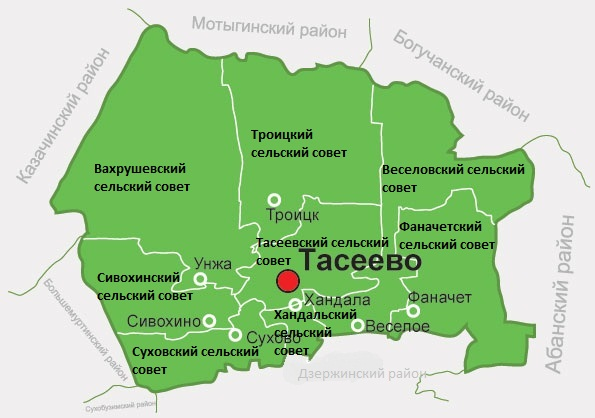 Мотыгинский район
Богучанский район
Казачинский район
Троицкий
сельский совет
Вахрушевский
сельский совет
Веселовский сельский
совет
Троицк
Фаначетский
сельский совет
Тасеевский сельский
совет
Тасеево
Унжа
Сивохинский
сельский совет
Абанский район
Хандала
Фаначет
Большемуртинский район
Сивохино
Хандальский
сельский
совет
Веселое
Сухово
Суховский сельский
совет
Дзержинский район
Сухобузимский район